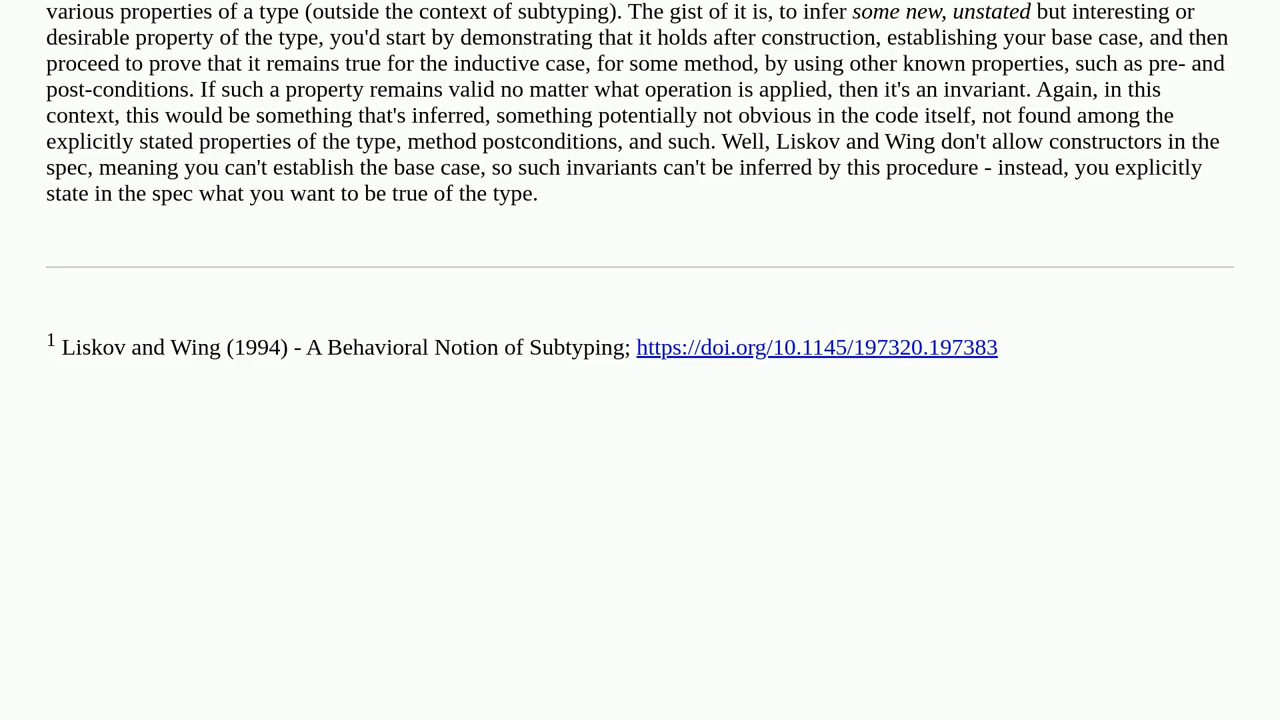 various properties of a type (outside the context of subtyping). The gist of it is, to infer some new, unstated but interesting or
desirable property of the type, you'd start by demonstrating that it holds after construction, establishing your base case, and then
proceed to prove that it remains true for the inductive case, for some method, by using other known properties, such as pre- and
post-conditions. If such a property remains valid no matter what operation is applied, then it's an invariant. Again, in this
context, this would be something that's inferred, something potentially not obvious in the code itself, not found among the
explicitly stated properties of the type, method postconditions, and such. Well, Liskov and Wing don't allow constructors in the
spec, meaning you can't establish the base case, so such invariants can't be inferred by this procedure - instead, you explicitly
state in the spec what you want to be true of the type.
1 Liskov and Wing (1994) - A Behavioral Notion of Subtyping; https://doi.org/10.1145/197320.197383